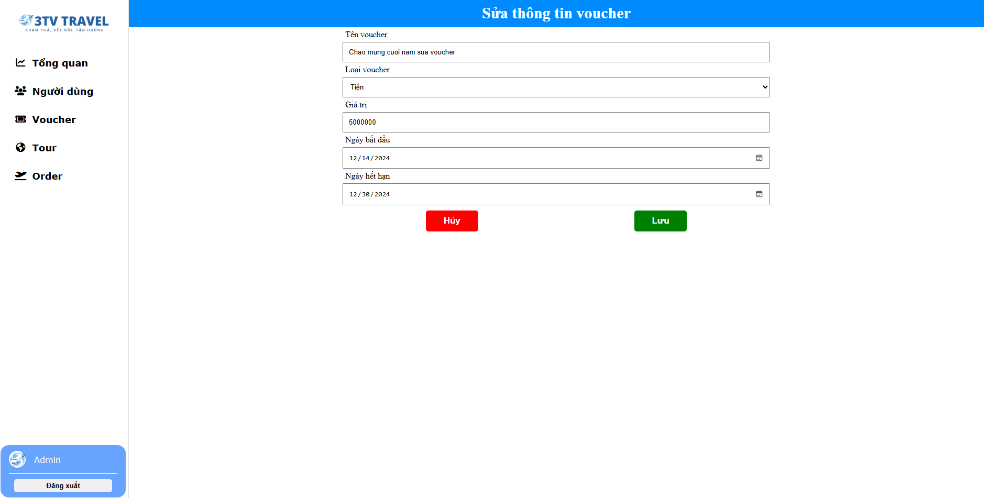 3TV TRAVEL
KHÁM PHÁ, KẾT NỐI, TẬN HƯỞNG
Tổng quan
Người dùng
Voucher
Tour
Order
Admin
Đăng xuất
Sửa thông tin voucher
Tên voucher
Chao mung cuoi nam sua voucher
Loại voucher
Tiền
Giá trị
5000000
Ngày bắt đầu
12/14/2024
Ngày hết hạn
12/30/2024
Hủy
Lưu